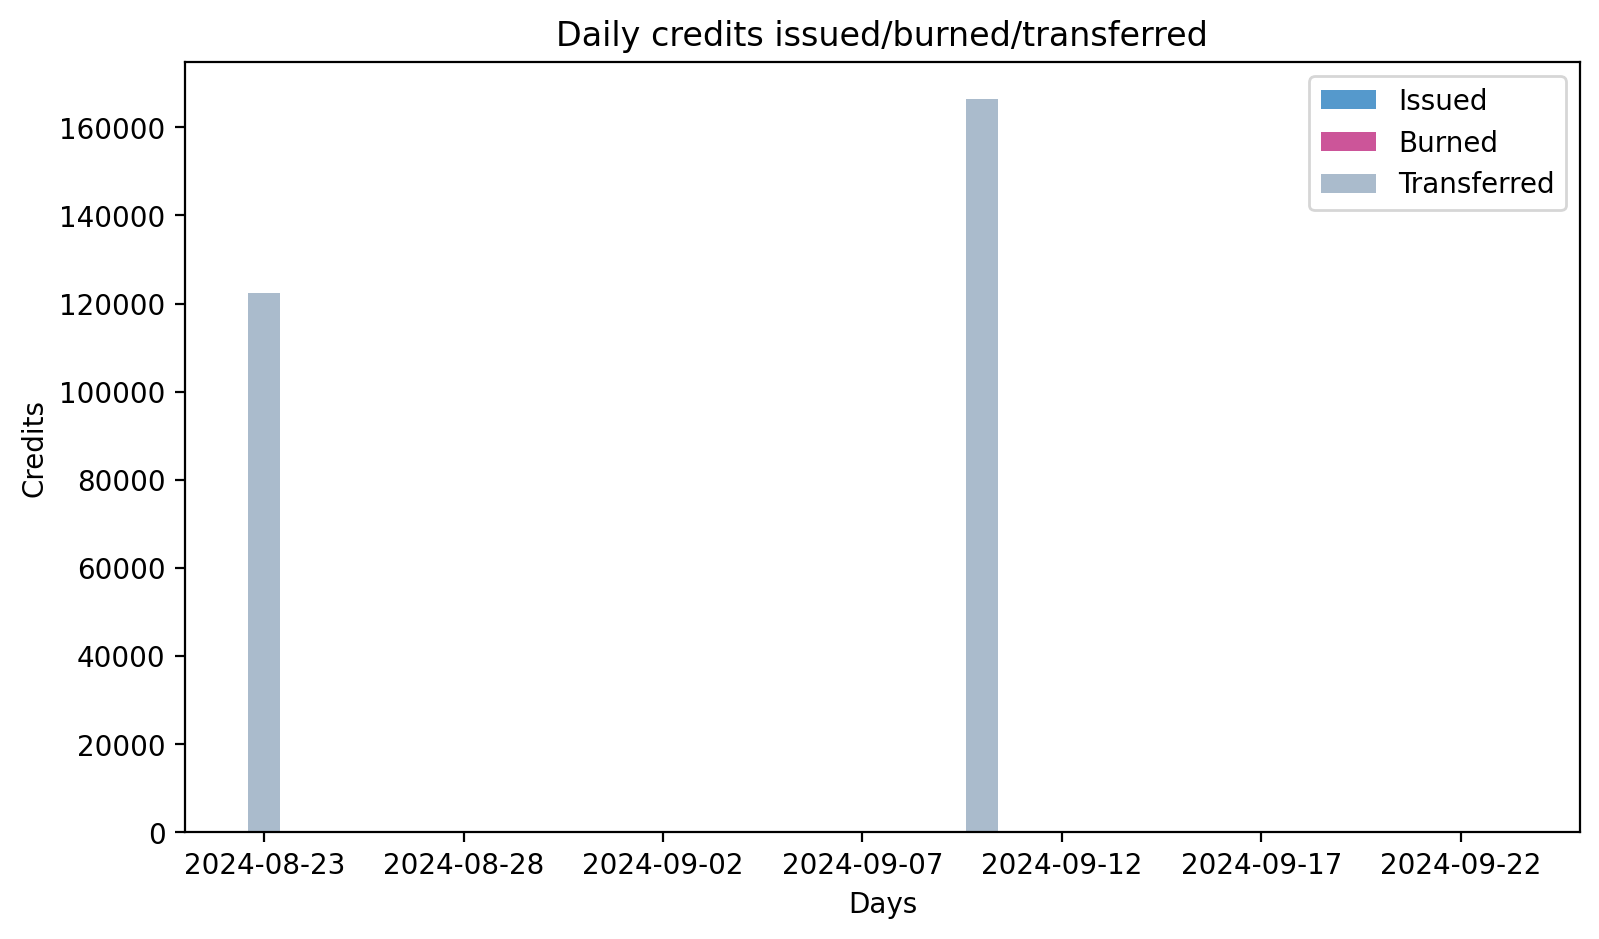 Daily credits issued/burned/transferred
Issued
Burned
Transferred
160000
140000
120000
100000
80000
60000
40000
20000
0
Credits
2024-08-23 2024-08-28 2024-09-02 2024-09-07 2024-09-12 2024-09-17 2024-09-22
Days